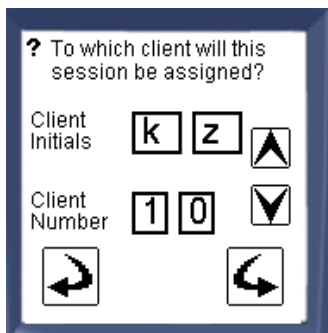 ? To which client will this
session be assigned?
Client
Initials
k z
Client
Number
1 0